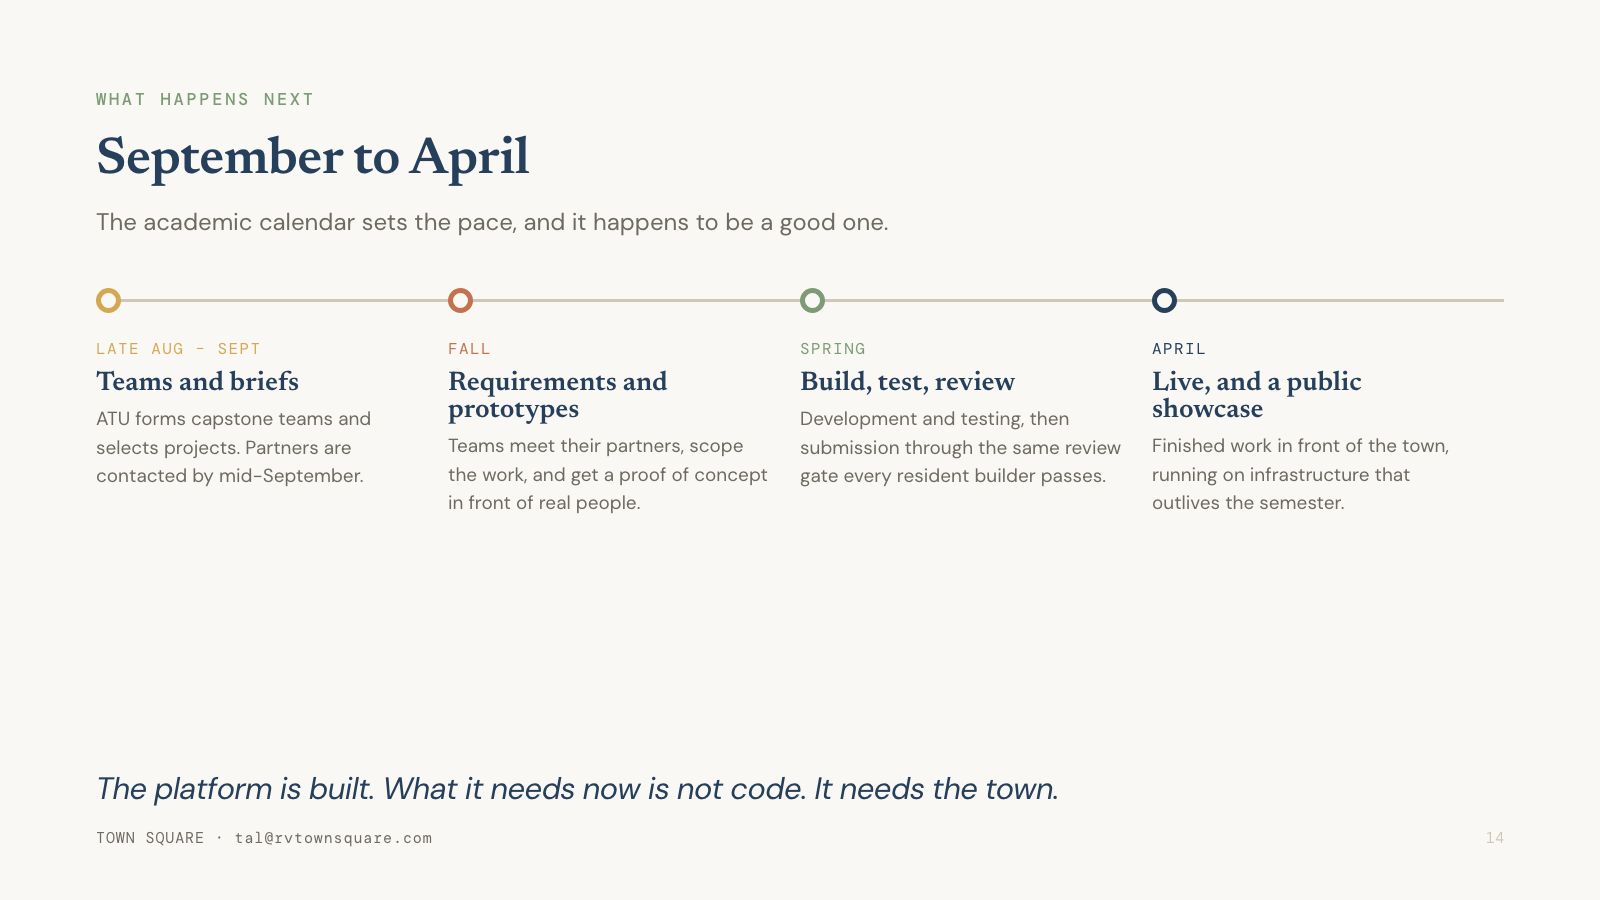 WHAT HAPPENS NEXT
September to April
The academic calendar sets the pace, and it happens to be a good one.
LATE AUG – SEPT
Teams and briefs
ATU forms capstone teams and
selects projects. Partners are
contacted by mid-September.
FALL
Requirements and
prototypes
Teams meet their partners, scope
the work, and get a proof of concept
in front of real people.
SPRING
Build, test, review
Development and testing, then
submission through the same review
gate every resident builder passes.
APRIL
Live, and a public
showcase
Finished work in front of the town,
running on infrastructure that
outlives the semester.
The platform is built. What it needs now is not code. It needs the town.
TOWN SQUARE · tal@rvtownsquare.com
14